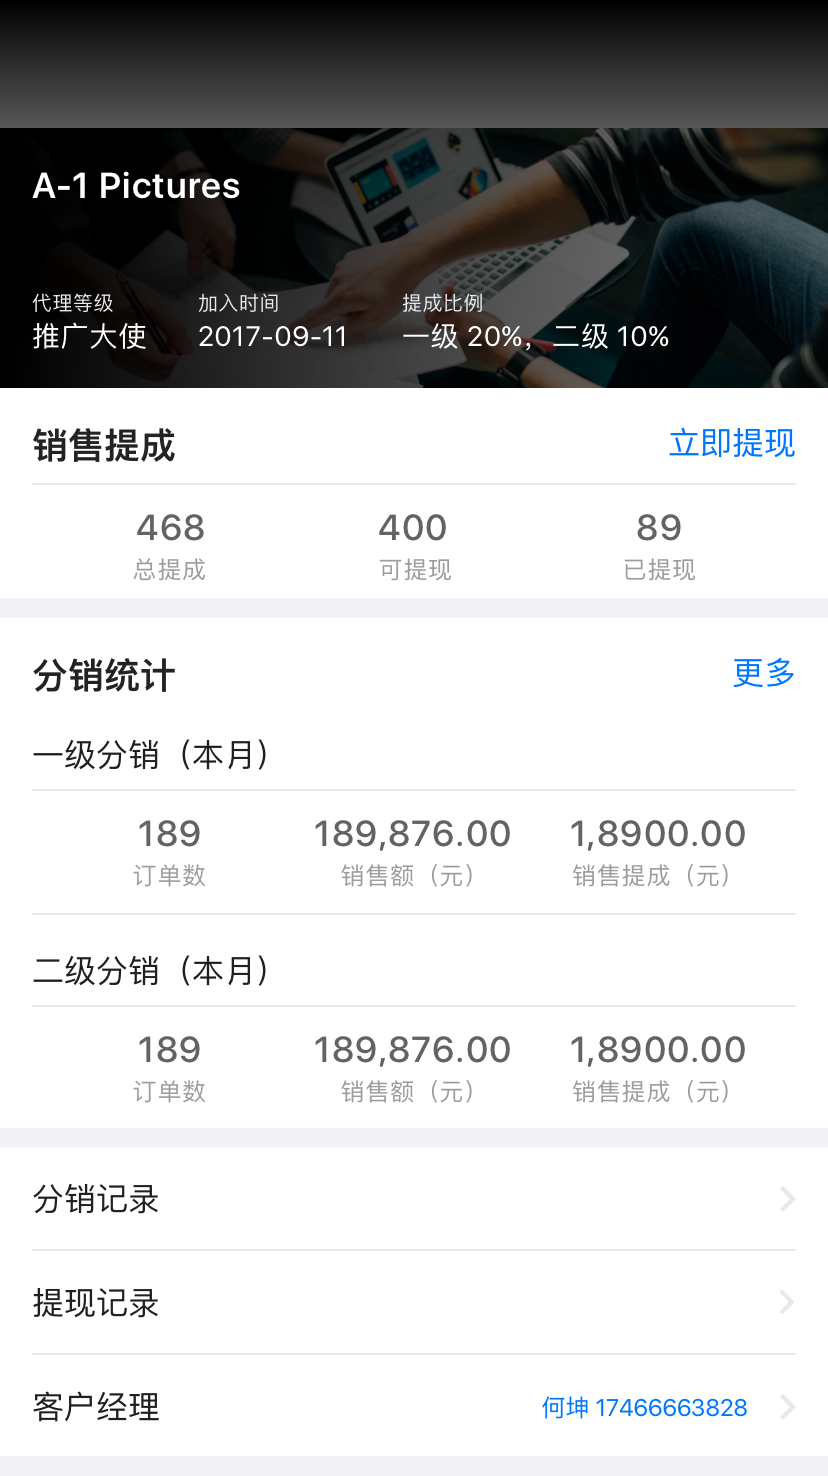 A-1 Pictures
代理等级 加入时间 提成比例
推广大使 2017-09-11 一级 20%，二级 10%
销售提成 立即提现
468 400 89
总提成 可提现 已提现
分销统计 更多
一级分销（本月）
189 189,876.00 1,8900.00
订单数 销售额（元） 销售提成（元）
二级分销（本月）
189 189,876.00 1,8900.00
订单数 销售额（元） 销售提成（元）
分销记录
提现记录
客户经理 何坤 17466663828